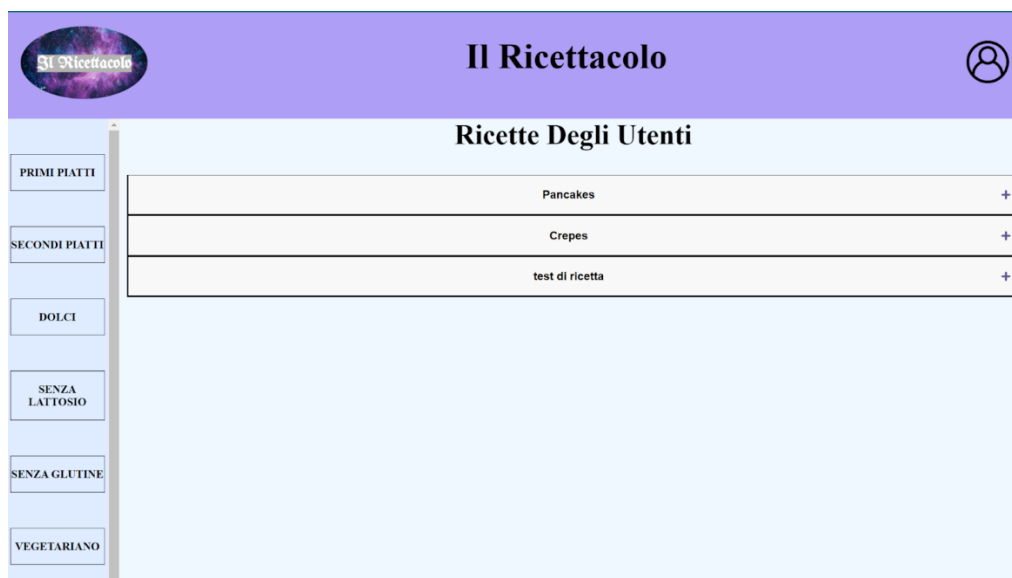 Il Ricettacolo
Il Ricettacolo
Ricette Degli Utenti
PRIMI PIATTI
SECONDI PIATTI
DOLCI
SENZA
LATTOSIO
SENZA GLUTINE
VEGETARIANO
Pancakes
+
Crepes
+
test di ricetta
+